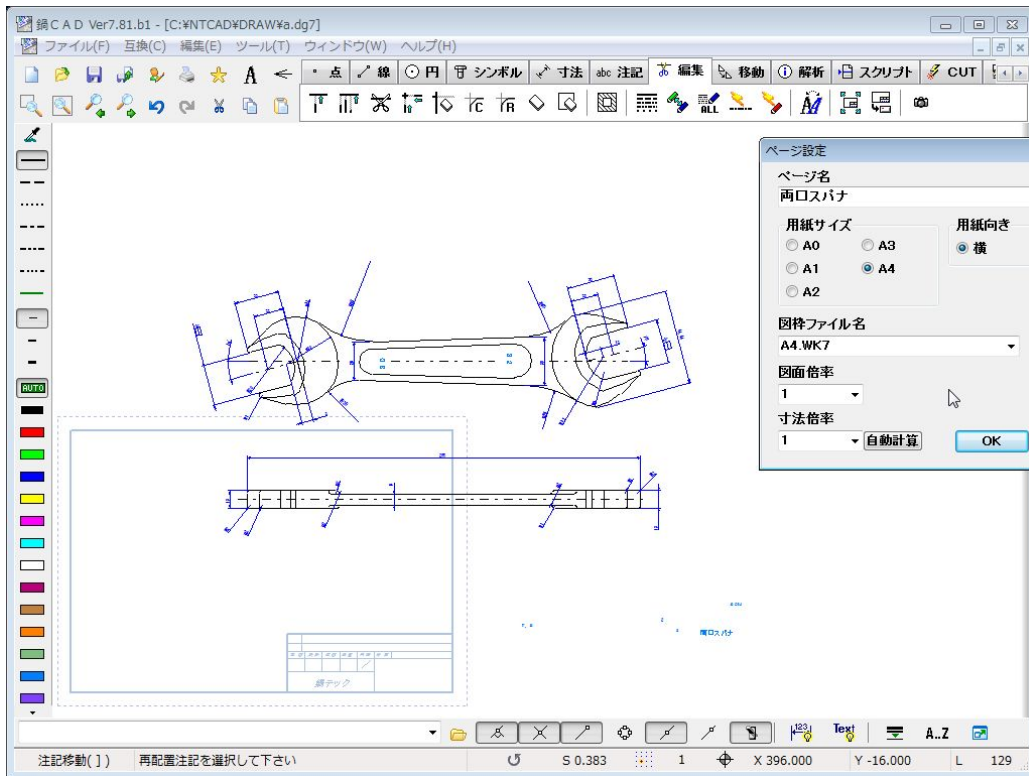 鍋CAD Ver7.81.b1 - [C:¥NTCAD¥DRAW¥a.dg7]
ファイル(F) 互換(C) 編集(E) ツール(T) ウィンドウ(W) ヘルプ(H)
点 線 円 シンボル 寸法 abc 注記 編集 移動 解析 スクリプト CUT
ALL
AUTO
ページ設定
ページ名
両口スパナ
用紙サイズ
A0 A3
A1 A4
A2
用紙向き
横
図枠ファイル名
A4.WK7
図面倍率
1
寸法倍率
1 自動計算 OK
両口スパナ
鍋テック
123 Text A..Z
注記移動( ] ) 再配置注記を選択して下さい S 0.383 1 X 396.000 Y -16.000 L 129